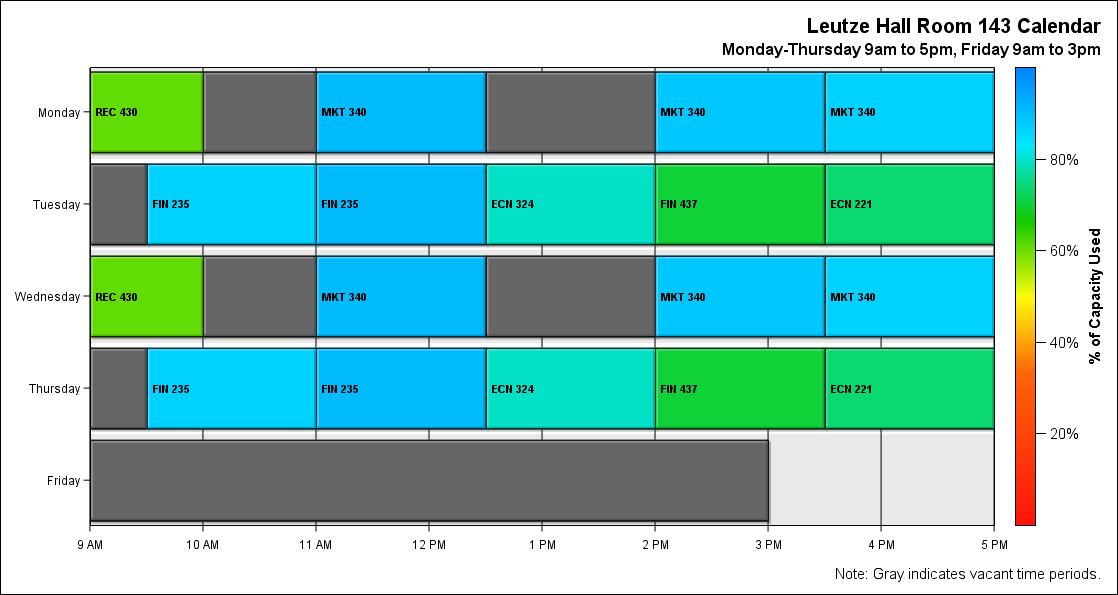 Leutze Hall Room 143 Calendar
Monday-Thursday 9am to 5pm, Friday 9am to 3pm
Monday
REC 430
MKT 340
MKT 340
MKT 340
Tuesday
FIN 235
FIN 235
ECN 324
FIN 437
ECN 221
Wednesday
REC 430
MKT 340
MKT 340
MKT 340
Thursday
FIN 235
FIN 235
ECN 324
FIN 437
ECN 221
Friday
9 AM
10 AM
11 AM
12 PM
1 PM
2 PM
3 PM
4 PM
5 PM
80%
60%
40%
20%
% of Capacity Used
Note: Gray indicates vacant time periods.